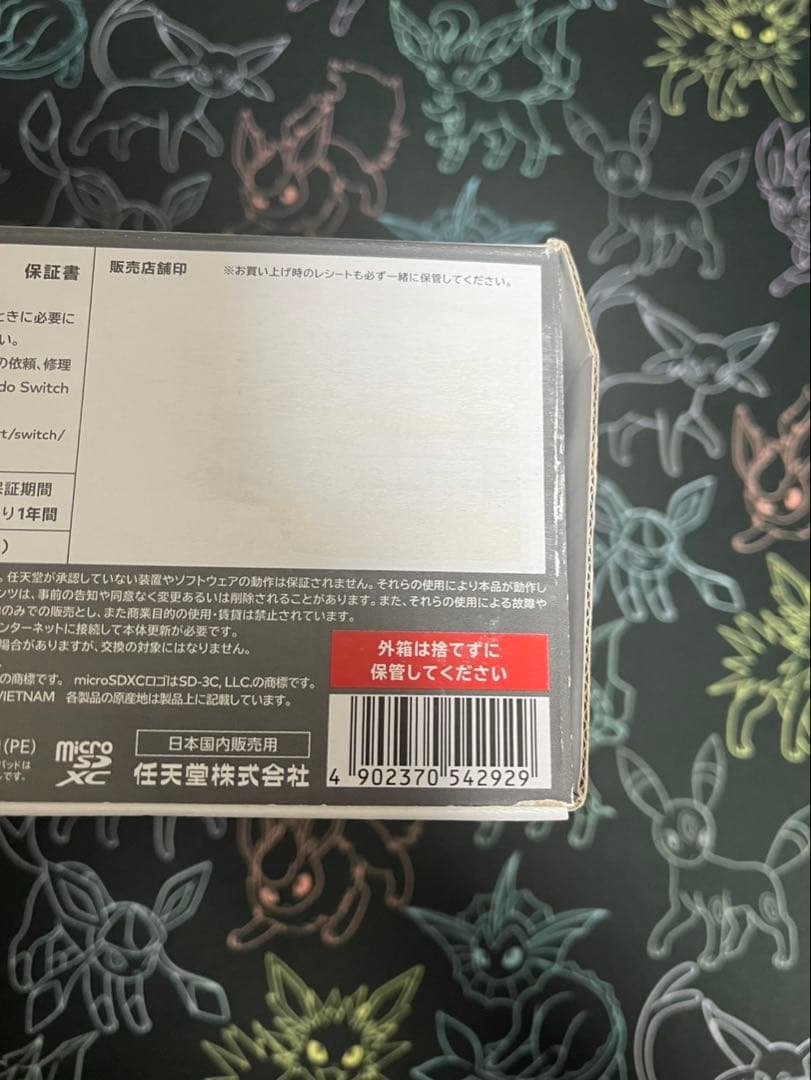 保証書
販売店舗印
※お買い上げ時のレシートも必ず一緒に保管してください。
ときに必要に
い。
の依頼、修理
do Switch
rt/switch/
保証期間
り1年間
)
。任天堂が承認していない装置やソフトウェアの動作は保証されません。それらの使用により本品が動作し
ンツは、事前の告知や同意なく変更あるいは削除されることがあります。また、それらの使用による故障や
のみでの販売とし、また商業目的の使用・賃貸は禁止されています。
ンターネットに接続して本体更新が必要です。
場合がありますが、交換の対象にはなりません。
の商標です。 microSDXCロゴはSD-3C, LLC.の商標です。
VIETNAM 各製品の原産地は製品上に記載しています。
外箱は捨てずに
保管してください
(PE)
パッドは
です。
micro
SD
XC
日本国内販売用
任天堂株式会社
4 902370 542929